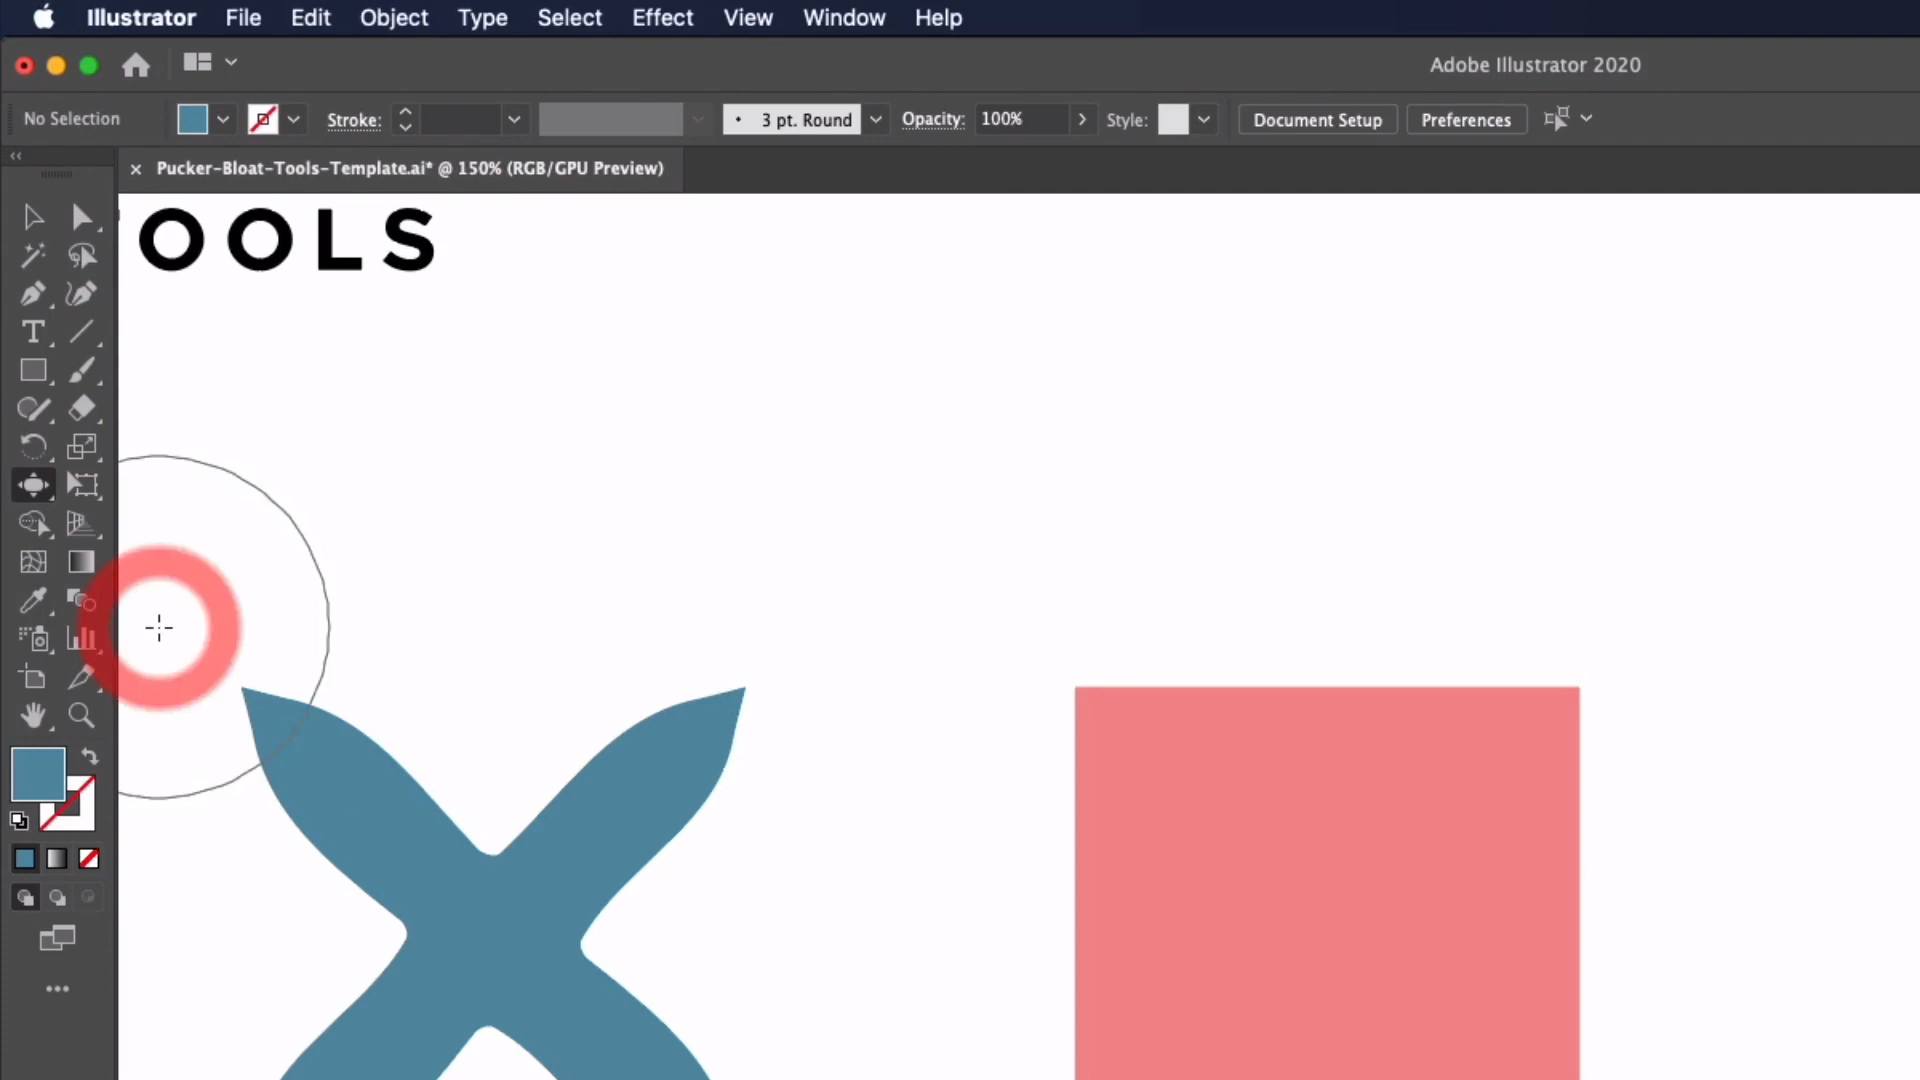 Illustrator File Edit Object Type Select Effect View Window Help
Adobe Illustrator 2020
No Selection Stroke: 3 pt. Round Opacity: 100% Style: Document Setup Preferences
Pucker-Bloat-Tools-Template.ai* @ 150% (RGB/GPU Preview)
OOLS